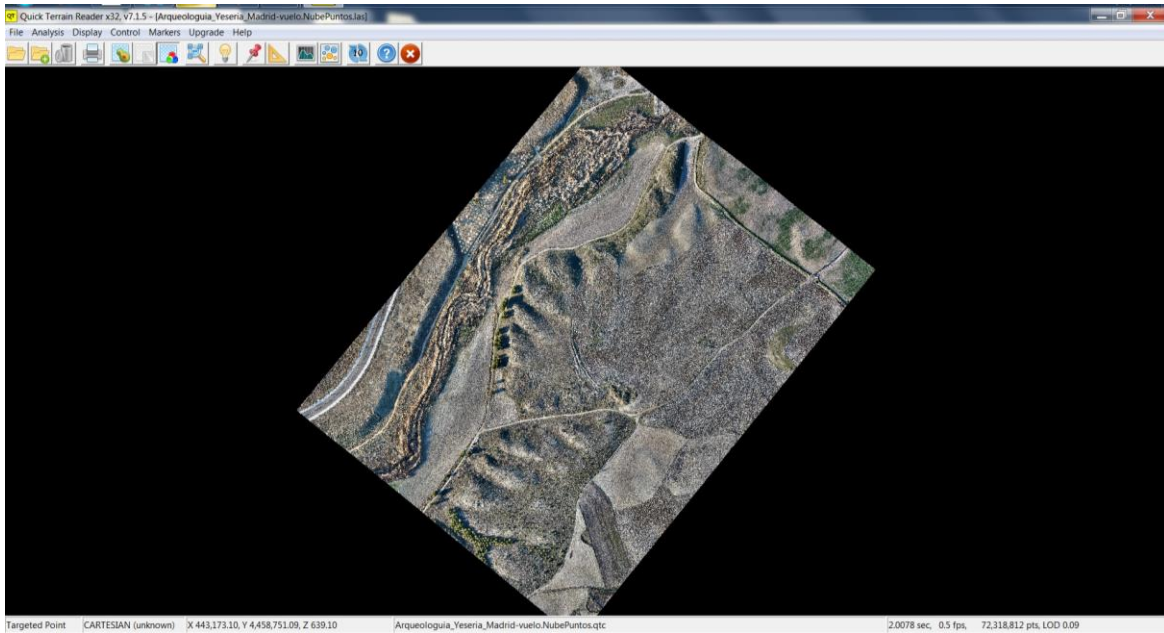 Quick Terrain Reader x32, v7.1.5 - [Arqueologuia_Yeseria_Madrid-vuelo.NubePuntos.las]
File Analysis Display Control Markers Upgrade Help
Targeted Point CARTESIAN (unknown) X 443,173.10, Y 4,458,751.09, Z 639.10 Arqueologuia_Yeseria_Madrid-vuelo.NubePuntos.qtc 2.0078 sec, 0.5 fps, 72,318,812 pts, LOD 0.09